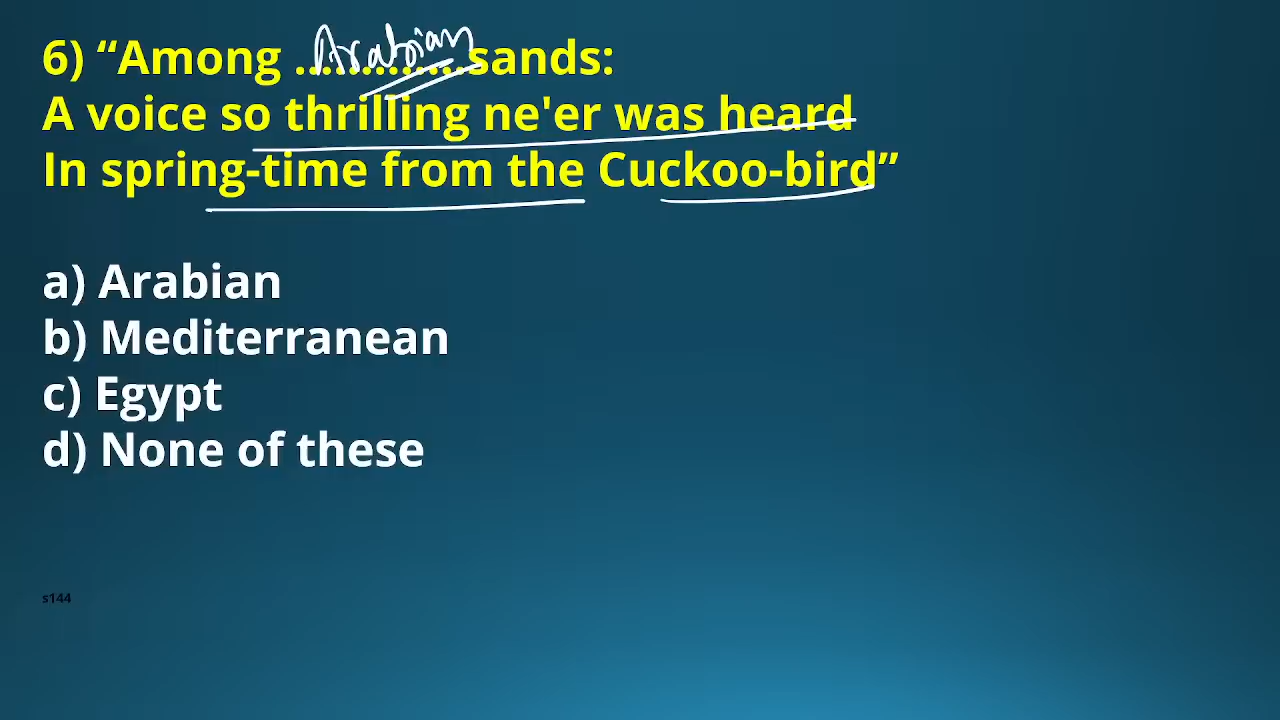 6) “Among ..Arabian..sands:
A voice so thrilling ne'er was heard
In spring-time from the Cuckoo-bird”
a) Arabian
b) Mediterranean
c) Egypt
d) None of these
s144